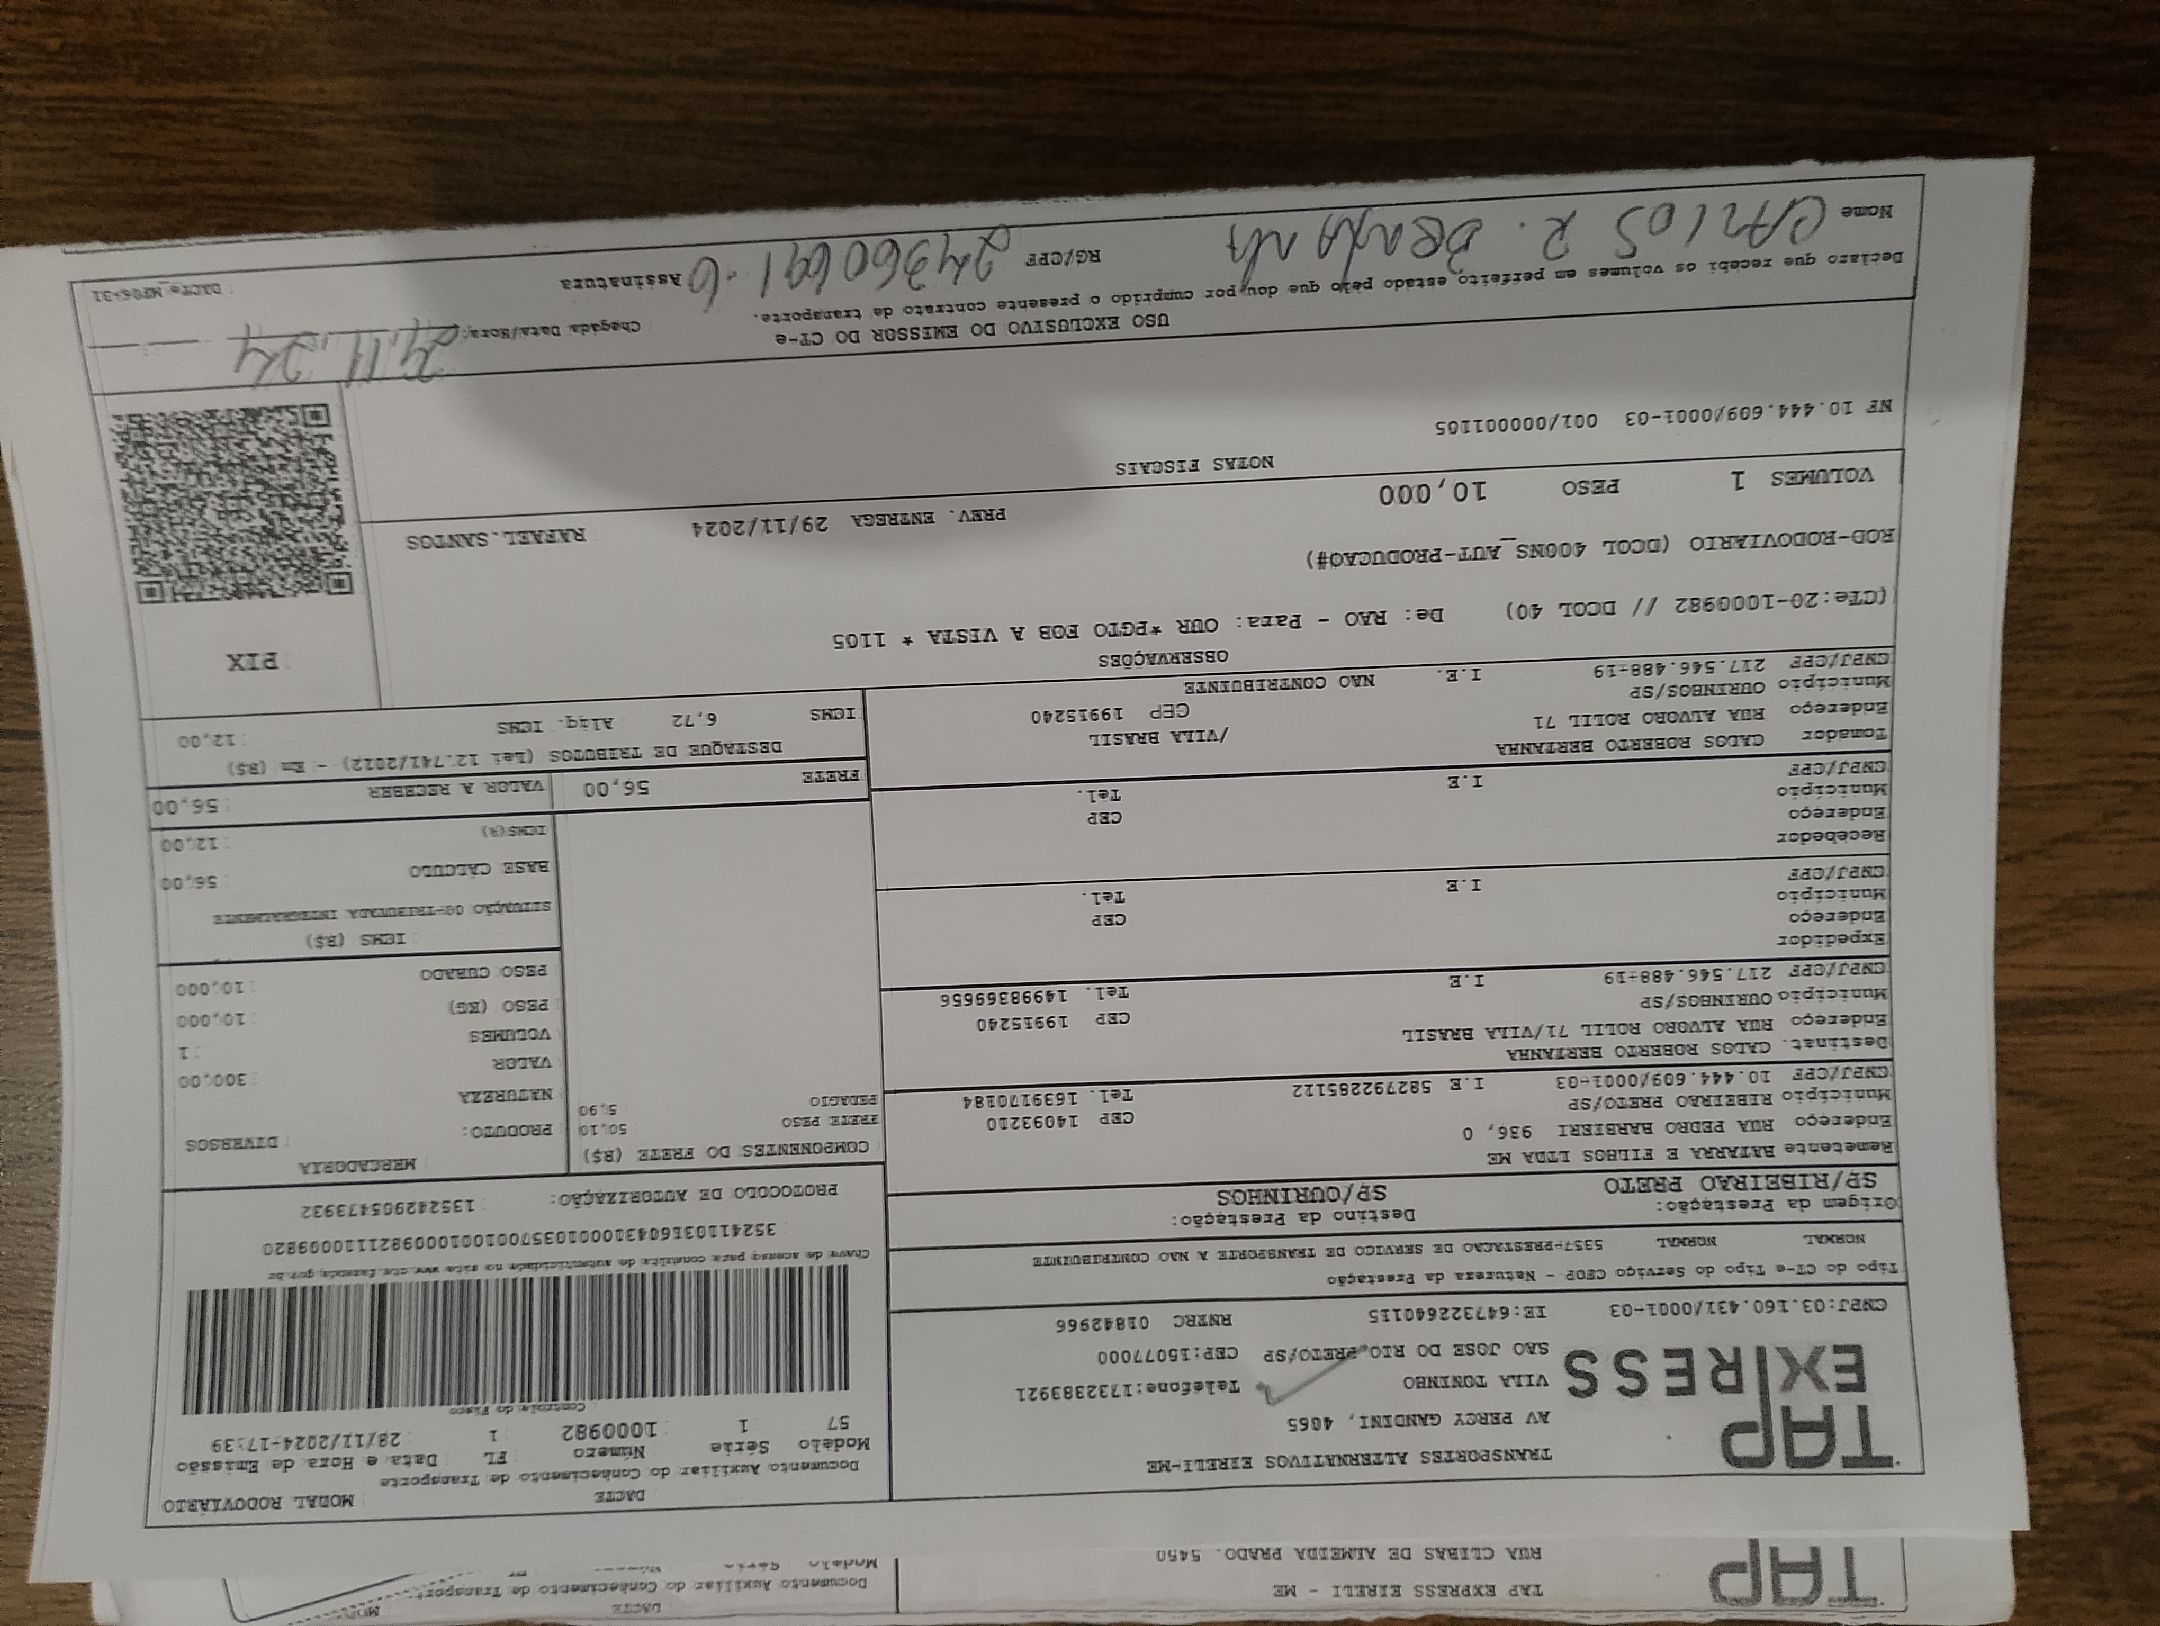 TAP
EXPRESS
TRANSPORTES ALTERNATIVOS EIRELI-ME
AV PERCY GANDINI, 4065
VILA TONINHO Telefone:1732383921
SAO JOSE DO RIO PRETO/SP CEP:15077000
CNPJ:03.160.431/0001-03 IE:647322640115 RNTRC 01842966
DACTE MODAL RODOVIÁRIO
Documento Auxiliar do Conhecimento de Transporte
Modelo Série Número FL Data e Hora de Emissão
57 1 1000982 1 28/11/2024-17:39
Controle do Fisco
Chave de acesso para consulta de autenticidade no site www.cte.fazenda.gov.br
PROTOCOLO DE AUTORIZAÇÃO: 135242905473932
Tipo do CT-e Tipo do Serviço CFOP - Natureza da Prestação
NORMAL NORMAL 5357-PRESTACAO DE SERVICO DE TRANSPORTE A NAO CONTRIBUINTE
Origem da Prestação: Destino da Prestação:
SP/RIBEIRAO PRETO SP/OURINHOS
Remetente BATARRA E FILHOS LTDA ME
Endereço RUA PEDRO BARBIERI 936, 0 CEP 14093210
Município RIBEIRAO PRETO/SP Tel. 1639170184
CNPJ/CPF 10.444.609/0001-03 I.E 582792285112
Destinat. CALOS ROBERTO BERTANHA
Endereço RUA ALVORO ROLIL 71/VILA BRASIL CEP 19915240
Município OURINHOS/SP Tel. 14998369656
CNPJ/CPF 217.546.488-19 I.E
Expedidor
Endereço CEP
Município Tel.
CNPJ/CPF I.E
Recebedor
Endereço CEP
Município Tel.
CNPJ/CPF I.E
Tomador CALOS ROBERTO BERTANHA /VILA BRASIL
Endereço RUA ALVORO ROLIL 71 CEP 19915240
Município OURINHOS/SP NAO CONTRIBUINTE
CNPJ/CPF 217.546.488-19 I.E.
COMPONENTES DO FRETE (R$)
FRETE PESO 50,10
PEDAGIO 5,90
MERCADORIA
PRODUTO: DIVERSOS
NATUREZA
VALOR 300,00
VOLUMES 1
PESO (KG) 10,000
PESO CUBADO 10,000
ICMS (R$)
SITUAÇÃO 00-TRIBUTADA INTEGRALMENTE
BASE CÁLCULO 56,00
ICMS(%) 12,00
FRETE 56,00 VALOR A RECEBER 56,00
DESTAQUE DE TRIBUTOS (Lei 12.741/2012) - Em (R$)
ICMS 6,72 Aliq. ICMS 12,00
OBSERVAÇÕES
(CTe:20-1000982 // DCOL 40) De: RAO - Para: OUR *PGTO FOB A VISTA * 1105
ROD-RODOVIARIO (DCOL 400NS_AUT-PRODUCAO#)
PIX
VOLUMES 1 PESO 10,000 PREV. ENTREGA 29/11/2024 RAFAEL.SANTOS
NOTAS FISCAIS
NF 10.444.609/0001-03 001/000001105
USO EXCLUSIVO DO EMISSOR DO CT-e
Chegada Data/Hora: 29.11.24
Declaro que recebi os volumes em perfeito estado pelo que dou por cumprido o presente contrato de transporte.
Nome CARLOS R. RG/CPF 24360691-6 Assinatura
DACTe_MP06-31
TAP
TAP EXPRESS EIRELI - ME
RUA CLIBAS DE ALMEIDA PRADO. 5450
DACTE
Documento Auxiliar do Conhecimento de Transport
Modelo Série